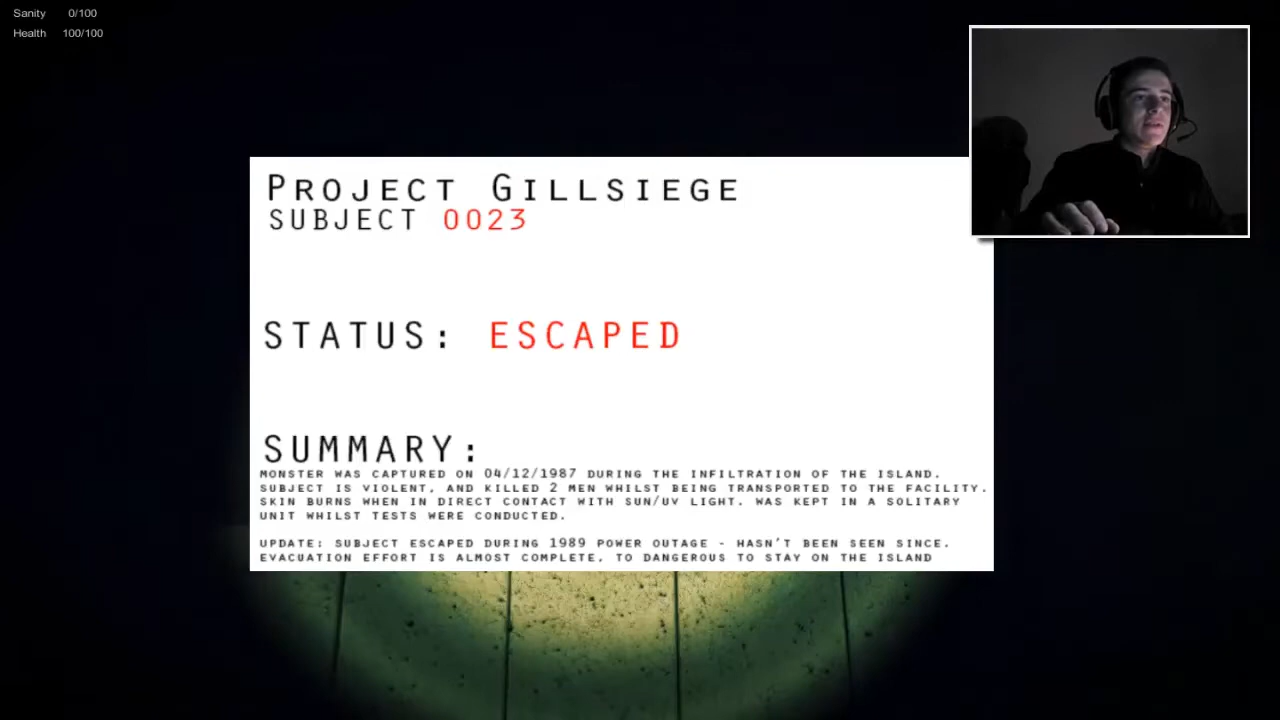 Sanity 0/100
Health 100/100
PROJECT GILLSIEGE
SUBJECT 0023
STATUS: ESCAPED
SUMMARY:
MONSTER WAS CAPTURED ON 04/12/1987 DURING THE INFILTRATION OF THE ISLAND.
SUBJECT IS VIOLENT, AND KILLED 2 MEN WHILST BEING TRANSPORTED TO THE FACILITY.
SKIN BURNS WHEN IN DIRECT CONTACT WITH SUN/UV LIGHT. WAS KEPT IN A SOLITARY
UNIT WHILST TESTS WERE CONDUCTED.
UPDATE: SUBJECT ESCAPED DURING 1989 POWER OUTAGE - HASN'T BEEN SEEN SINCE.
EVACUATION EFFORT IS ALMOST COMPLETE, TO DANGEROUS TO STAY ON THE ISLAND